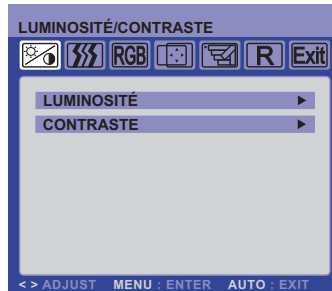 LUMINOSITÉ/CONTRASTE
RGB R Exit
LUMINOSITÉ
CONTRASTE
< > ADJUST MENU : ENTER AUTO : EXIT